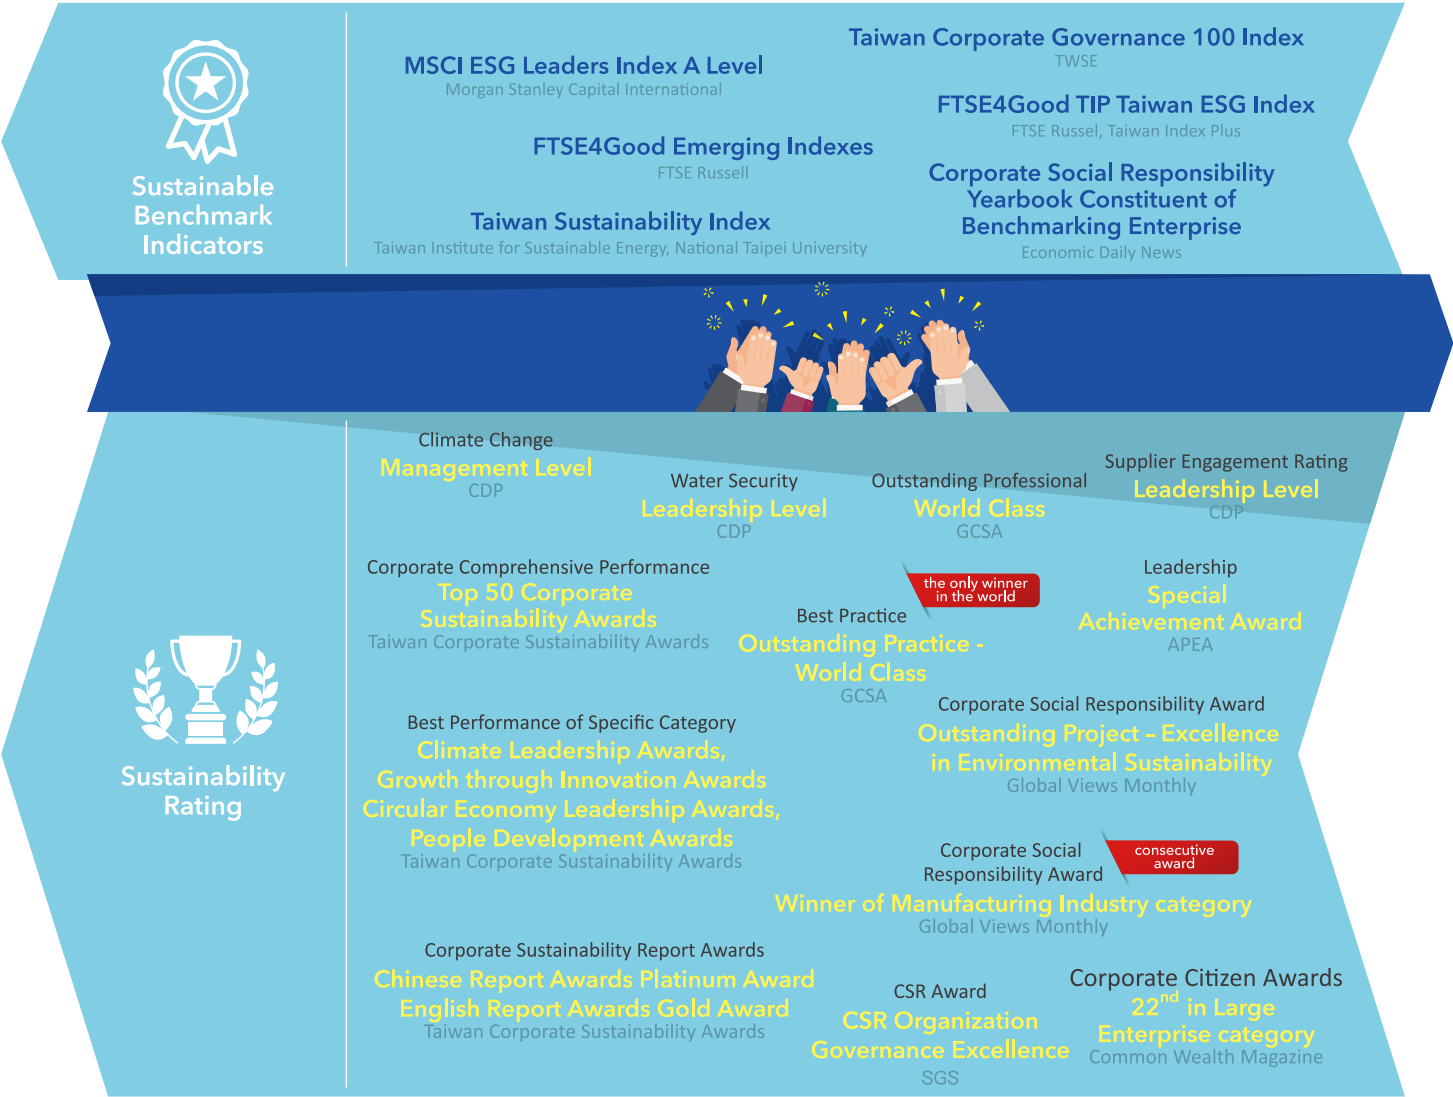 Sustainable
Benchmark
Indicators
MSCI ESG Leaders Index A Level
Morgan Stanley Capital International
FTSE4Good Emerging Indexes
FTSE Russell
Taiwan Sustainability Index
Taiwan Institute for Sustainable Energy, National Taipei University
Taiwan Corporate Governance 100 Index
TWSE
FTSE4Good TIP Taiwan ESG Index
FTSE Russel, Taiwan Index Plus
Corporate Social Responsibility
Yearbook Constituent of
Benchmarking Enterprise
Economic Daily News
Sustainability
Rating
Climate Change
Management Level
CDP
Water Security
Leadership Level
CDP
Outstanding Professional
World Class
GCSA
Supplier Engagement Rating
Leadership Level
CDP
Corporate Comprehensive Performance
Top 50 Corporate
Sustainability Awards
Taiwan Corporate Sustainability Awards
the only winner
in the world
Best Practice
Outstanding Practice -
World Class
GCSA
Leadership
Special
Achievement Award
APEA
Best Performance of Specific Category
Climate Leadership Awards,
Growth through Innovation Awards
Circular Economy Leadership Awards,
People Development Awards
Taiwan Corporate Sustainability Awards
Corporate Social Responsibility Award
Outstanding Project – Excellence
in Environmental Sustainability
Global Views Monthly
Corporate Social
Responsibility Award
consecutive
award
Winner of Manufacturing Industry category
Global Views Monthly
Corporate Sustainability Report Awards
Chinese Report Awards Platinum Award
English Report Awards Gold Award
Taiwan Corporate Sustainability Awards
CSR Award
CSR Organization
Governance Excellence
SGS
Corporate Citizen Awards
22nd in Large
Enterprise category
Common Wealth Magazine